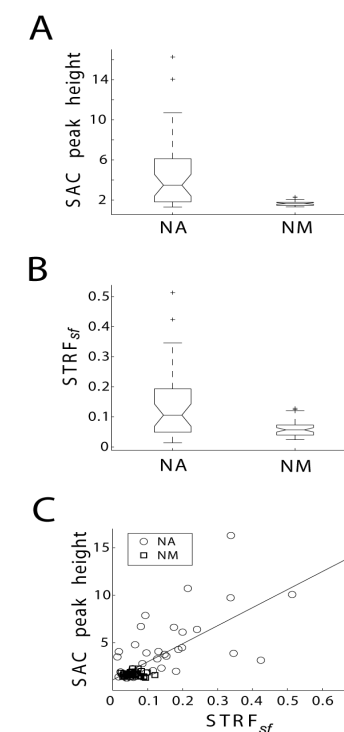 A
SAC peak height
14
10
6
2
NA NM
B
STRFsf
0.5
0.4
0.3
0.2
0.1
0
NA NM
C
SAC peak height
15
10
5
NA
NM
0 0.1 0.2 0.3 0.4 0.5 0.6
STRFsf